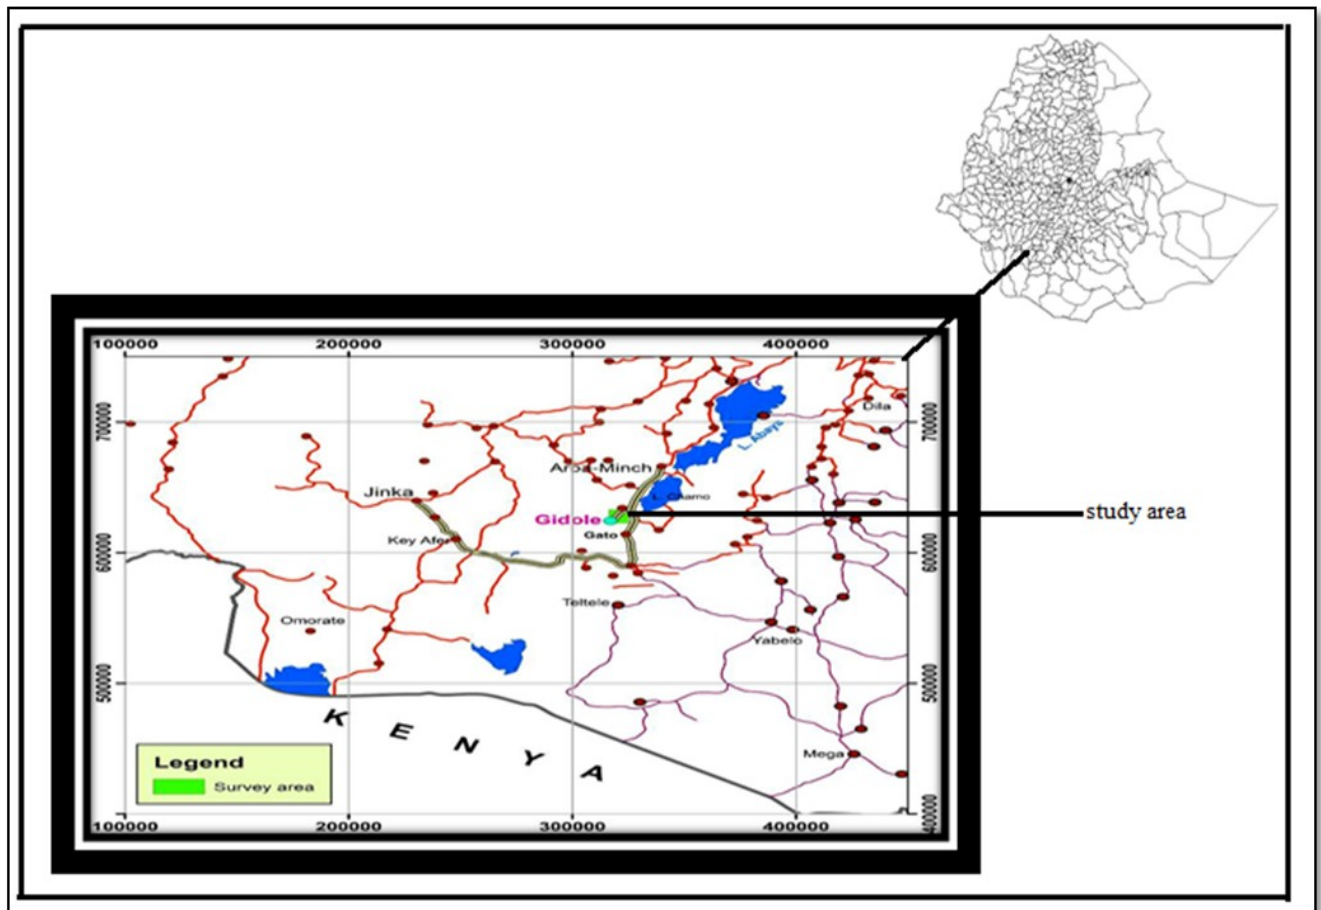 100000 200000 300000 400000
700000
700000
Dila
L. Abaya
Arba-Minch
Jinka
L. Chamo
Gidole
study area
Gato
Key Afer
600000
600000
Teltele
Omorate
Yabelo
500000
500000
K E N Y A
Mega
Legend
Survey area
400000
100000 200000 300000 400000